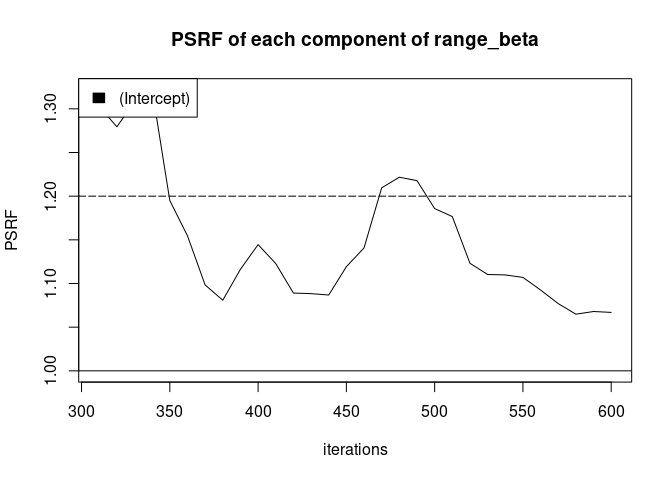 PSRF of each component of range_beta
(Intercept)
1.30
1.20
1.10
1.00
PSRF
300 350 400 450 500 550 600
iterations